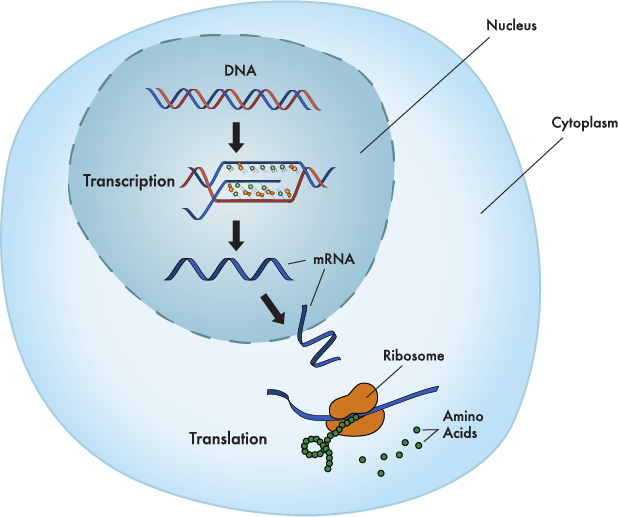 Nucleus
DNA
Cytoplasm
Transcription
mRNA
Ribosome
Amino
Acids
Translation